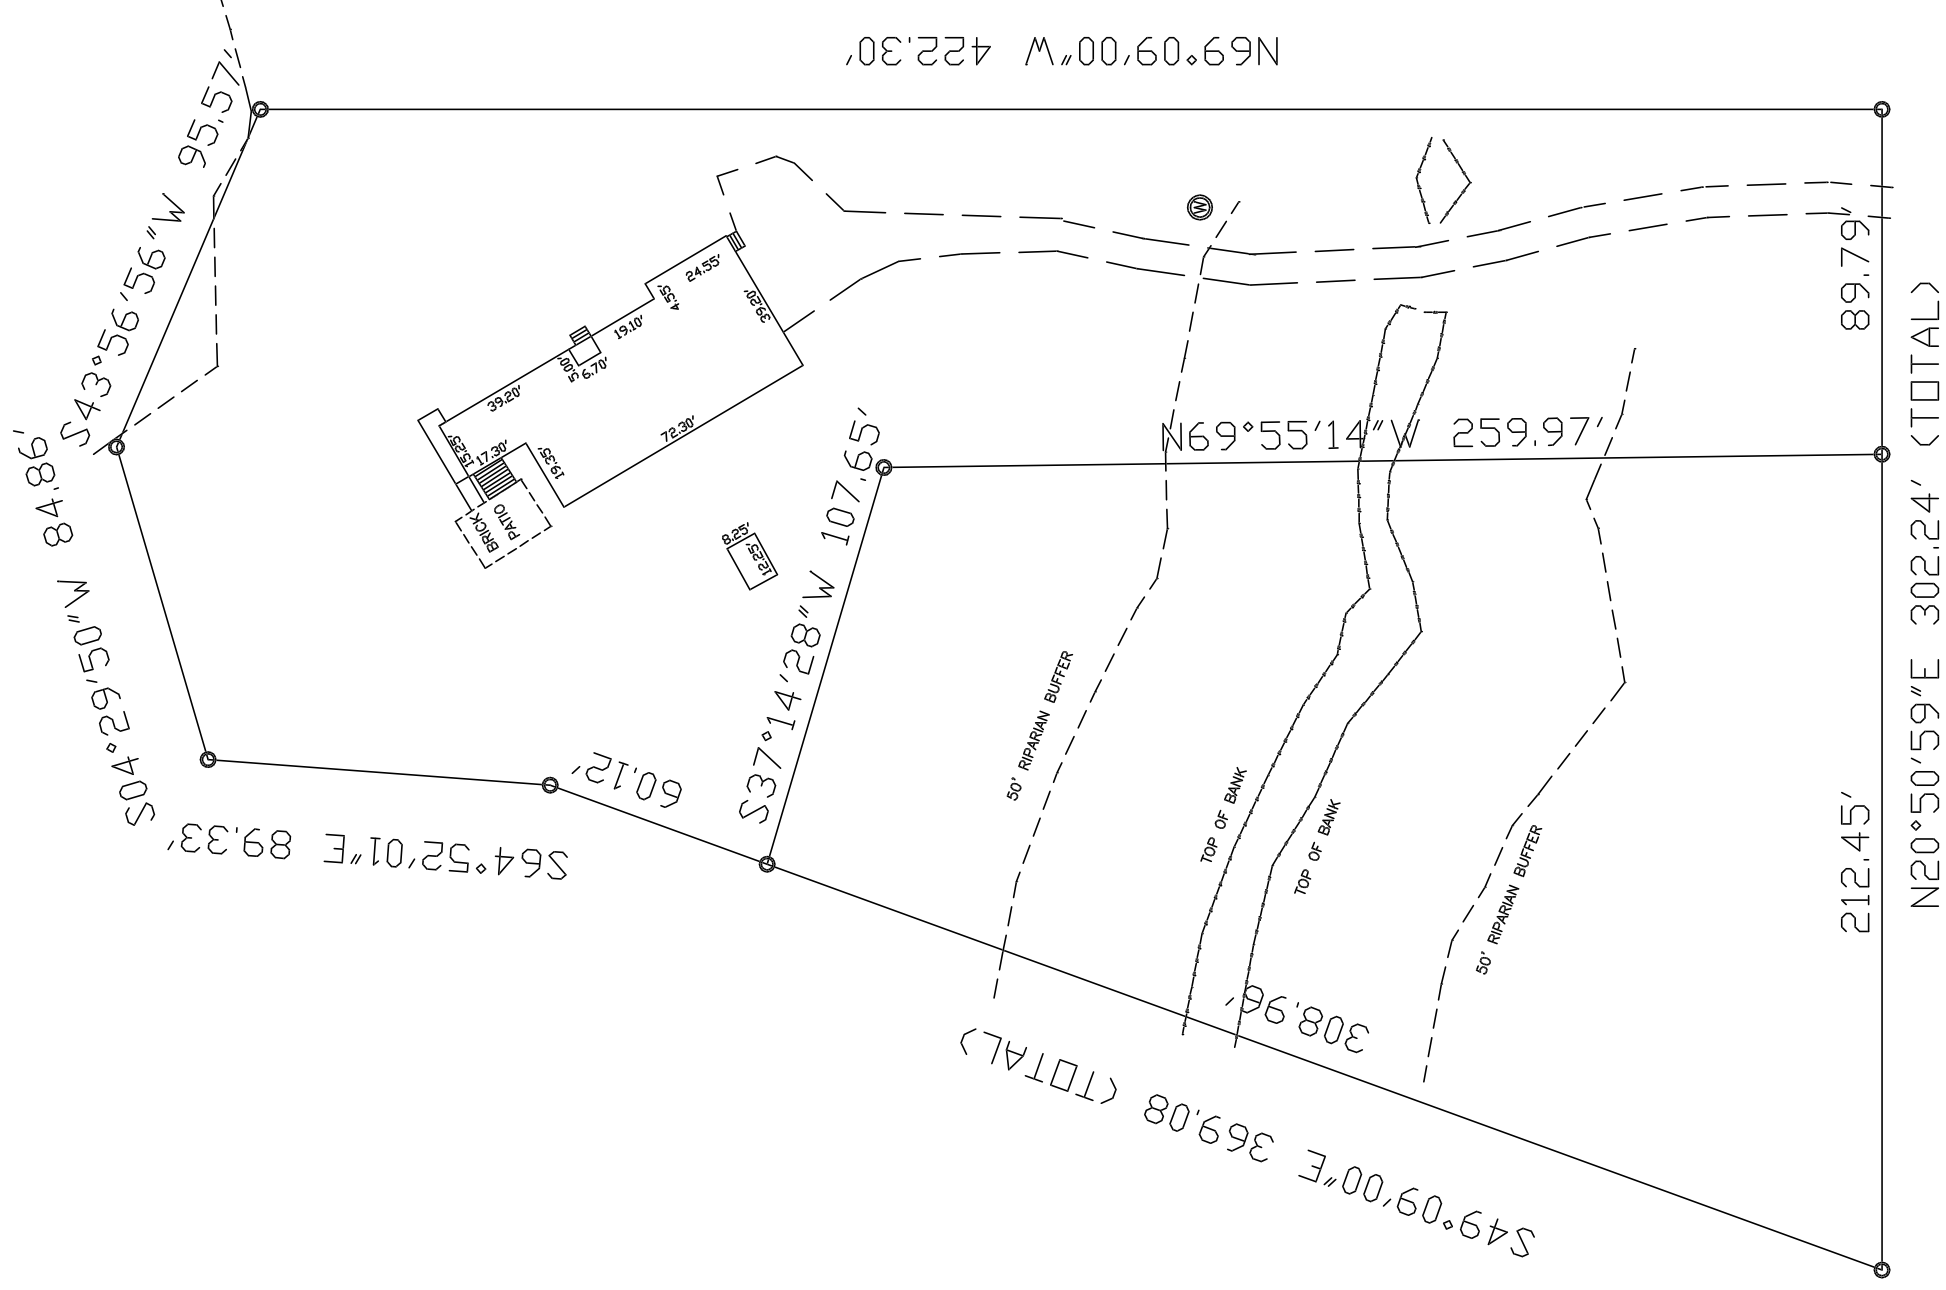 N69°09'00"W 422.30'
S43°56'56"W 95.57'
24.55'
4.55'
39.20'
19.10'
5.00'
6.70'
39.20'
72.30'
15.25'
17.30'
19.35'
BRICK
PATIO
8.25'
12.25'
W
89.79'
N20°50'59"E 302.24' (TOTAL)
212.45'
N69°55'14"W 259.97'
S37°14'28"W 107.65'
S04°29'50"W 84.86'
S64°52'01"E 89.33'
60.12'
50' RIPARIAN BUFFER
TOP OF BANK
TOP OF BANK
50' RIPARIAN BUFFER
308.96'
S49°09'00"E 369.08 (TOTAL)